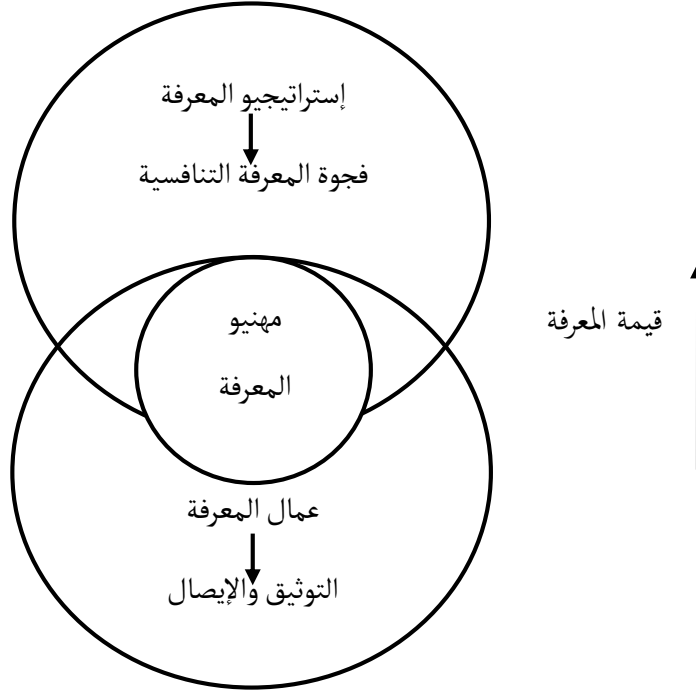 إستراتيجيو المعرفة
فجوة المعرفة التنافسية
مهنيو
المعرفة
قيمة المعرفة
عمال المعرفة
التوثيق والإيصال